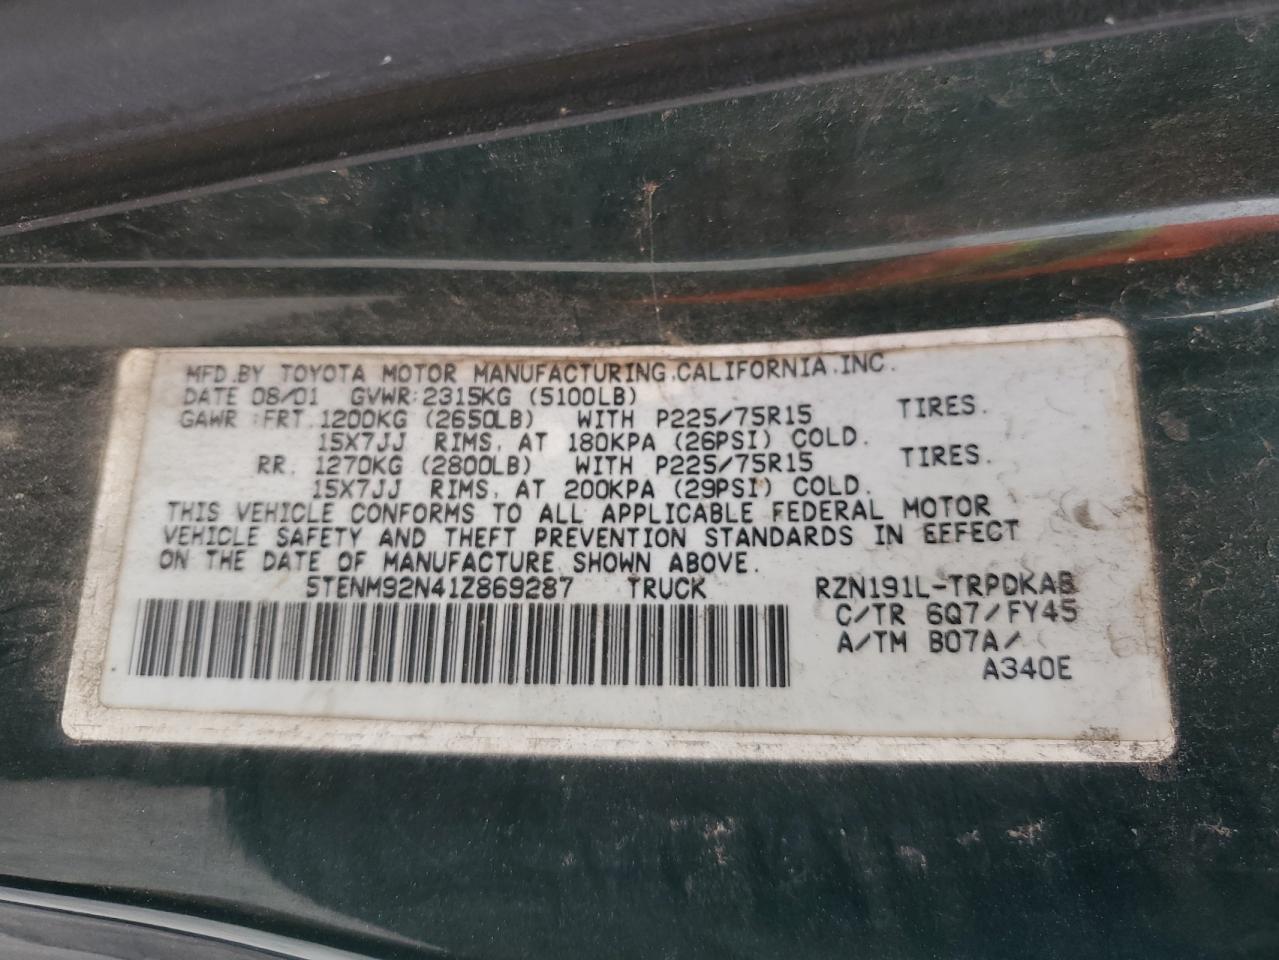 MFD.BY TOYOTA MOTOR MANUFACTURING,CALIFORNIA,INC.
DATE 08/01 GVWR:2315KG (5100LB)
GAWR :FRT. 1200KG (2650LB) WITH P225/75R15 TIRES.
15X7JJ RIMS, AT 180KPA (26PSI) COLD.
RR. 1270KG (2800LB) WITH P225/75R15 TIRES.
15X7JJ RIMS, AT 200KPA (29PSI) COLD.
THIS VEHICLE CONFORMS TO ALL APPLICABLE FEDERAL MOTOR
VEHICLE SAFETY AND THEFT PREVENTION STANDARDS IN EFFECT
ON THE DATE OF MANUFACTURE SHOWN ABOVE.
5TENM92N41Z869287 TRUCK RZN191L-TRPDKAB
C/TR 6Q7/FY45
A/TM B07A/
A340E